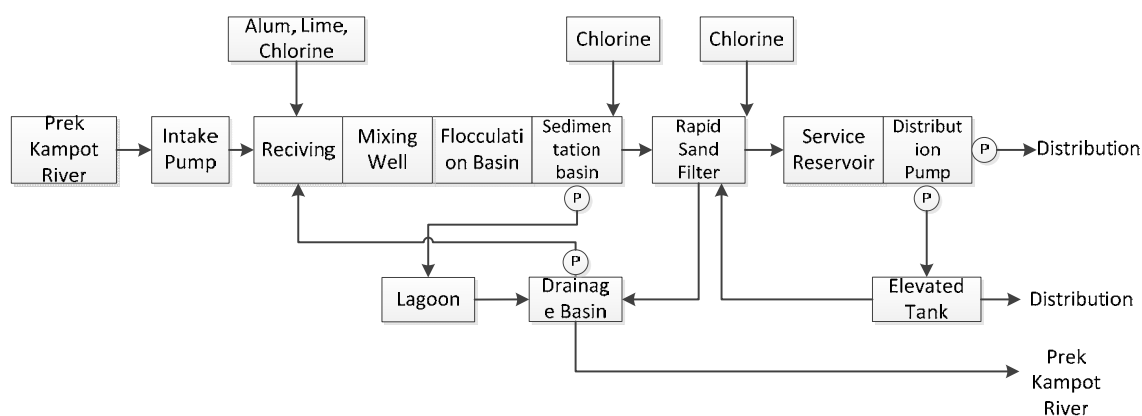 Alum, Lime,
Chlorine
Chlorine
Chlorine
Prek
Kampot
River
Intake
Pump
Reciving
Mixing
Well
Flocculati
on Basin
Sedimen
tation
basin
Rapid
Sand
Filter
Service
Reservoir
Distribut
ion
Pump
P
Distribution
P
P
P
Lagoon
Drainag
e Basin
Elevated
Tank
Distribution
Prek
Kampot
River